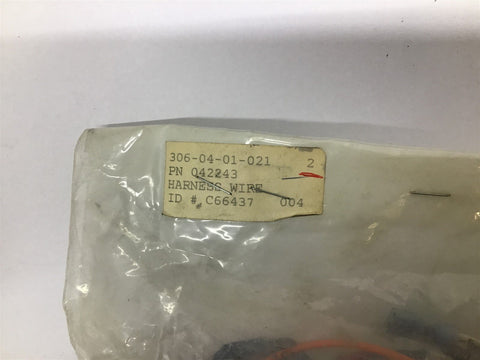 306-04-01-021 2
PN 042243
HARNESS WIRE
ID # C66437 004